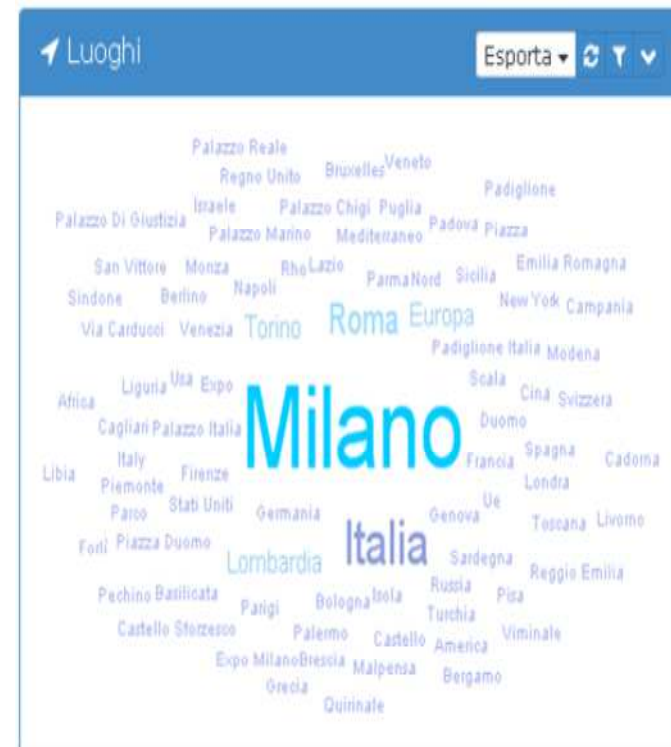 Luoghi
Esporta
Palazzo Reale
Regno Unito Bruxelles Veneto
Padiglione
Israele Palazzo Chigi Puglia
Palazzo Di Giustizia Palazzo Marino Mediterraneo Padova Piazza
San Vittore Monza Rho Lazio Parma Nord Sicilia Emilia Romagna
Sindone Berlino Napoli New York Campania
Via Carducci Venezia Torino Roma Europa
Padiglione Italia Modena
Africa Liguria Usa Expo Scala Cina Svizzera
Cagliari Palazzo Italia Milano Duomo
Libia Italy Firenze Francia Spagna Cadorna
Piemonte Londra
Parco Stati Uniti Germania Genova Ue Toscana Livorno
Forlì Piazza Duomo Lombardia Italia Sardegna
Reggio Emilia
Pechino Basilicata Parigi Bologna Isola Russia Pisa
Turchia
Castello Sforzesco Palermo Castello America Viminale
Expo Milano Brescia Malpensa Bergamo
Grecia
Quirinale